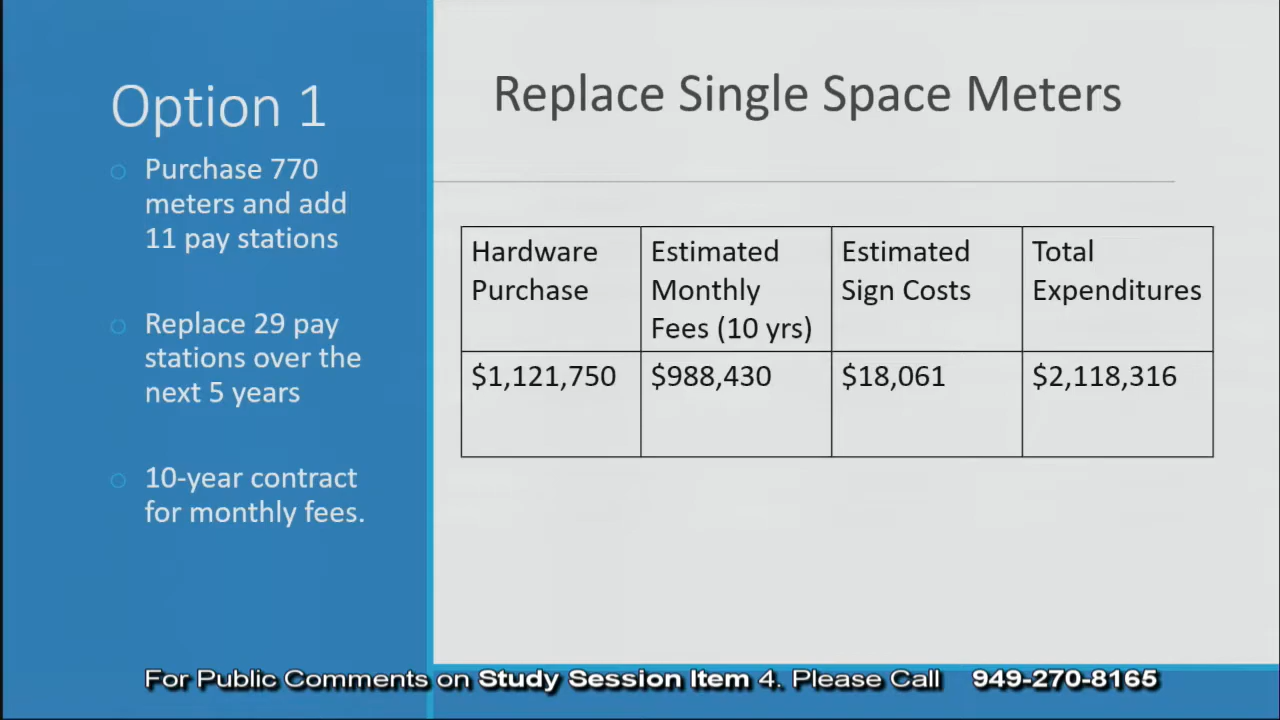 Option 1
Purchase 770
meters and add
11 pay stations
Replace 29 pay
stations over the
next 5 years
10-year contract
for monthly fees.
Replace Single Space Meters
Hardware Purchase
Estimated Monthly Fees (10 yrs)
Estimated Sign Costs
Total Expenditures
$1,121,750
$988,430
$18,061
$2,118,316
For Public Comments on Study Session Item 4. Please Call 949-270-8165